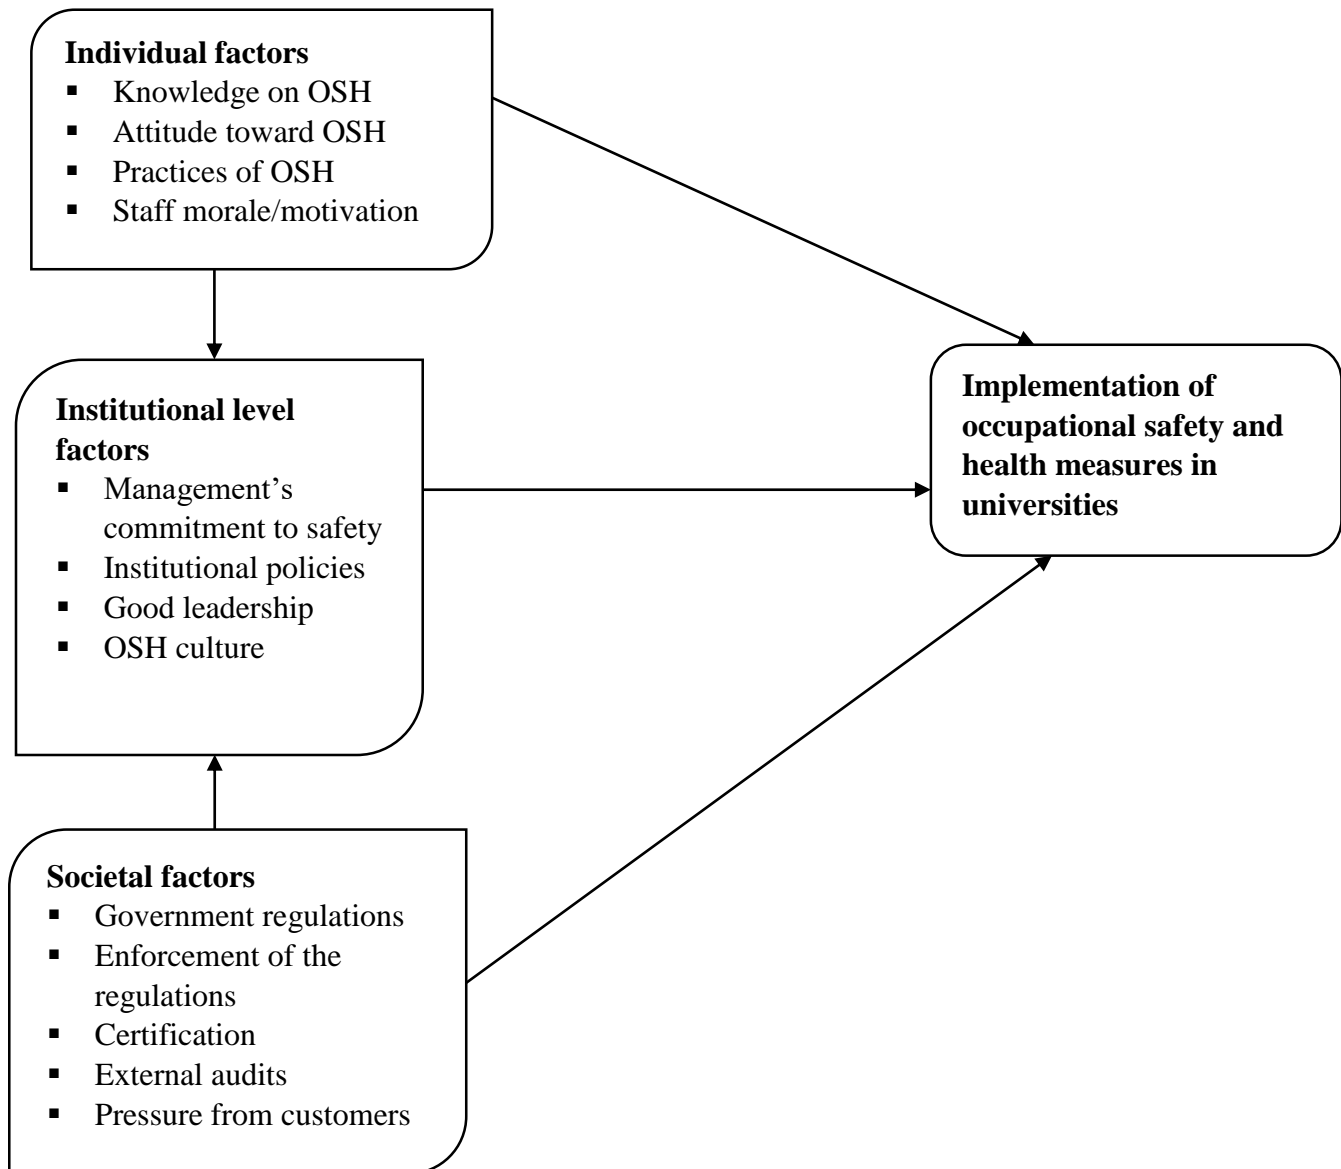 Individual factors
▪ Knowledge on OSH
▪ Attitude toward OSH
▪ Practices of OSH
▪ Staff morale/motivation
Institutional level
factors
▪ Management’s
commitment to safety
▪ Institutional policies
▪ Good leadership
▪ OSH culture
Societal factors
▪ Government regulations
▪ Enforcement of the
regulations
▪ Certification
▪ External audits
▪ Pressure from customers
Implementation of
occupational safety and
health measures in
universities